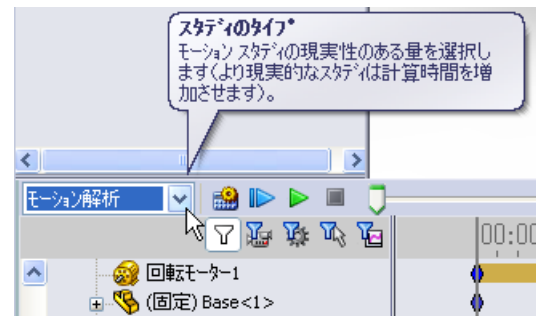 スタディのタイプ
モーション スタディの現実性のある量を選択し
ます(より現実的なスタディは計算時間を増
加させます)。
モーション解析
00:00
回転モーター1
(固定) Base<1>